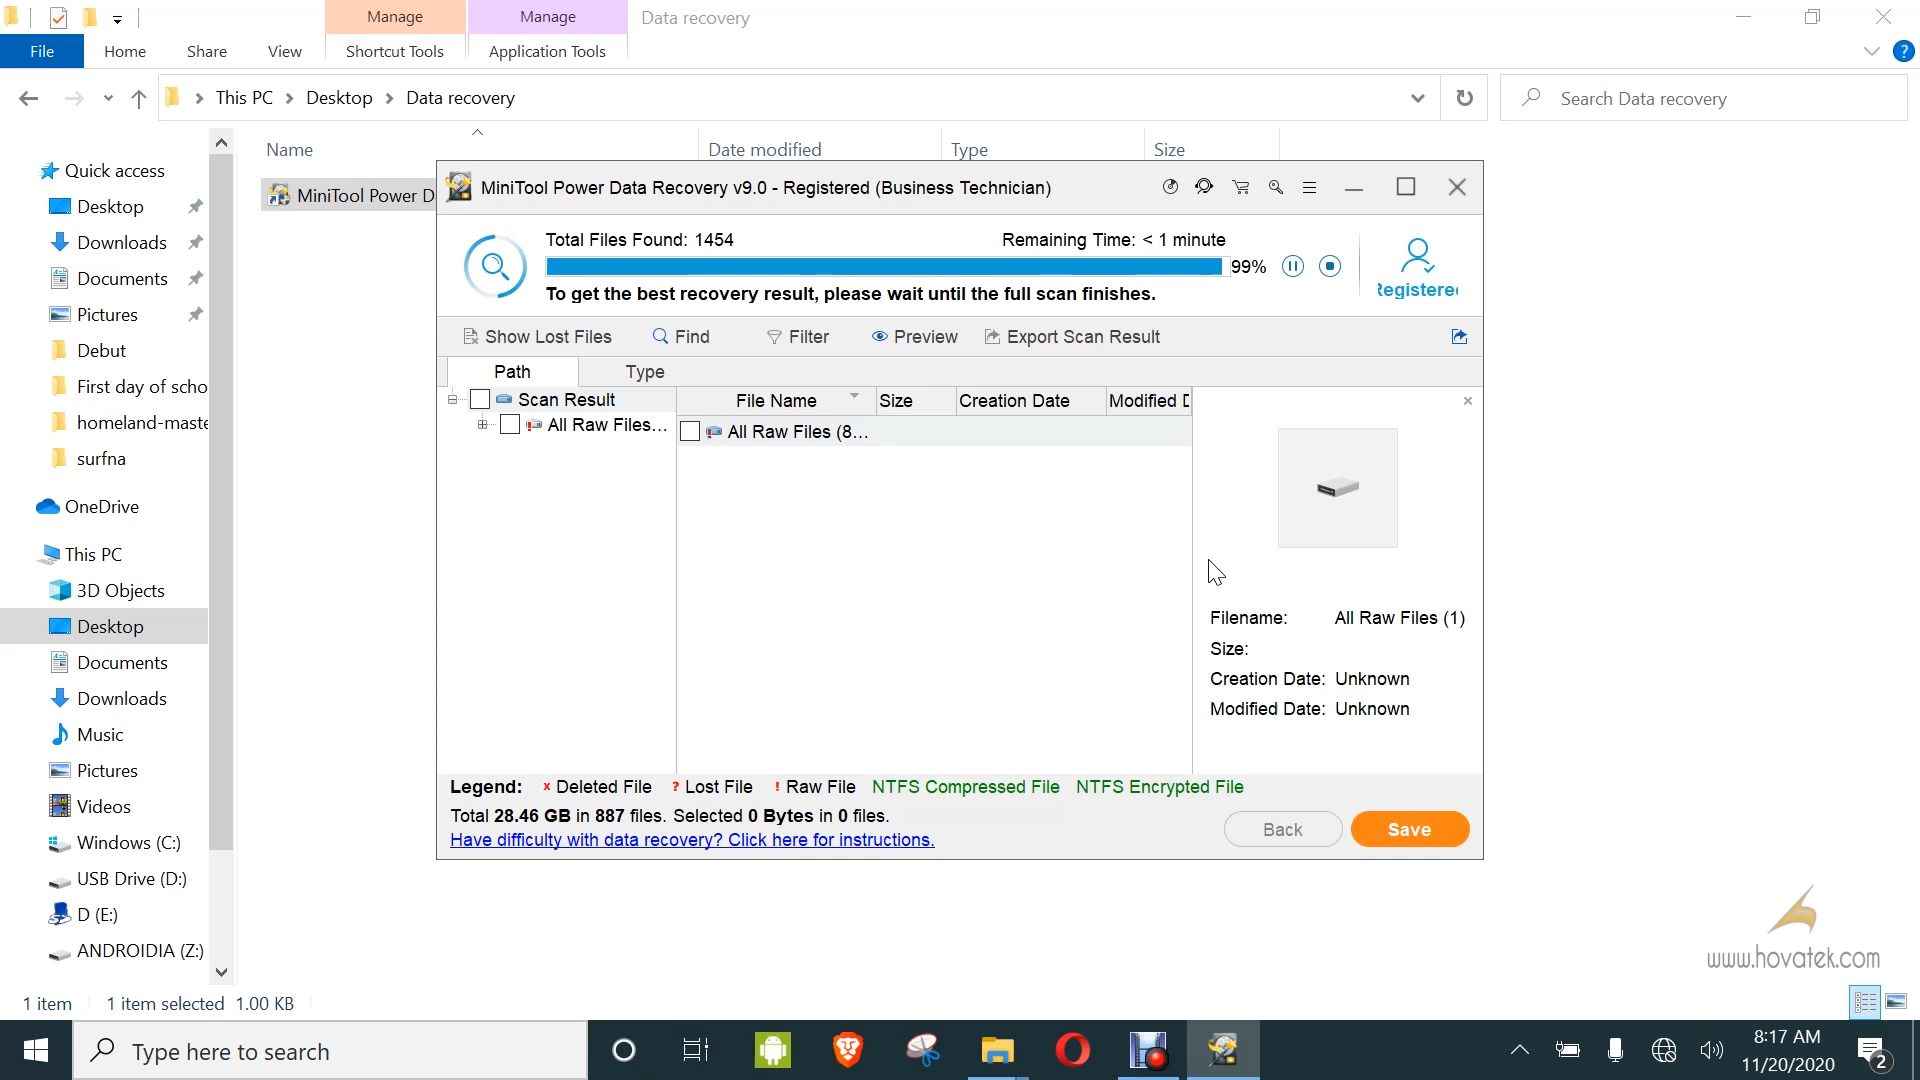 Manage
Manage
Data recovery
File
Home
Share
View
Shortcut Tools
Application Tools
?
This PC > Desktop > Data recovery
Search Data recovery
Name
Date modified
Type
Size
Quick access
Desktop
Downloads
Documents
Pictures
Debut
First day of scho
homeland-maste
surfna
OneDrive
This PC
3D Objects
Desktop
Documents
Downloads
Music
Pictures
Videos
Windows (C:)
USB Drive (D:)
D (E:)
ANDROIDIA (Z:)
MiniTool Power D
MiniTool Power Data Recovery v9.0 - Registered (Business Technician)
Total Files Found: 1454
Remaining Time: < 1 minute
99%
To get the best recovery result, please wait until the full scan finishes.
Registered
Show Lost Files
Find
Filter
Preview
Export Scan Result
Path
Type
Scan Result
All Raw Files...
File Name
Size
Creation Date
Modified D
All Raw Files (8...
Filename: All Raw Files (1)
Size:
Creation Date: Unknown
Modified Date: Unknown
Legend: x Deleted File ? Lost File ! Raw File NTFS Compressed File NTFS Encrypted File
Total 28.46 GB in 887 files. Selected 0 Bytes in 0 files.
Have difficulty with data recovery? Click here for instructions.
Back
Save
www.hovatek.com
1 item
1 item selected 1.00 KB
Type here to search
8:17 AM
11/20/2020
2